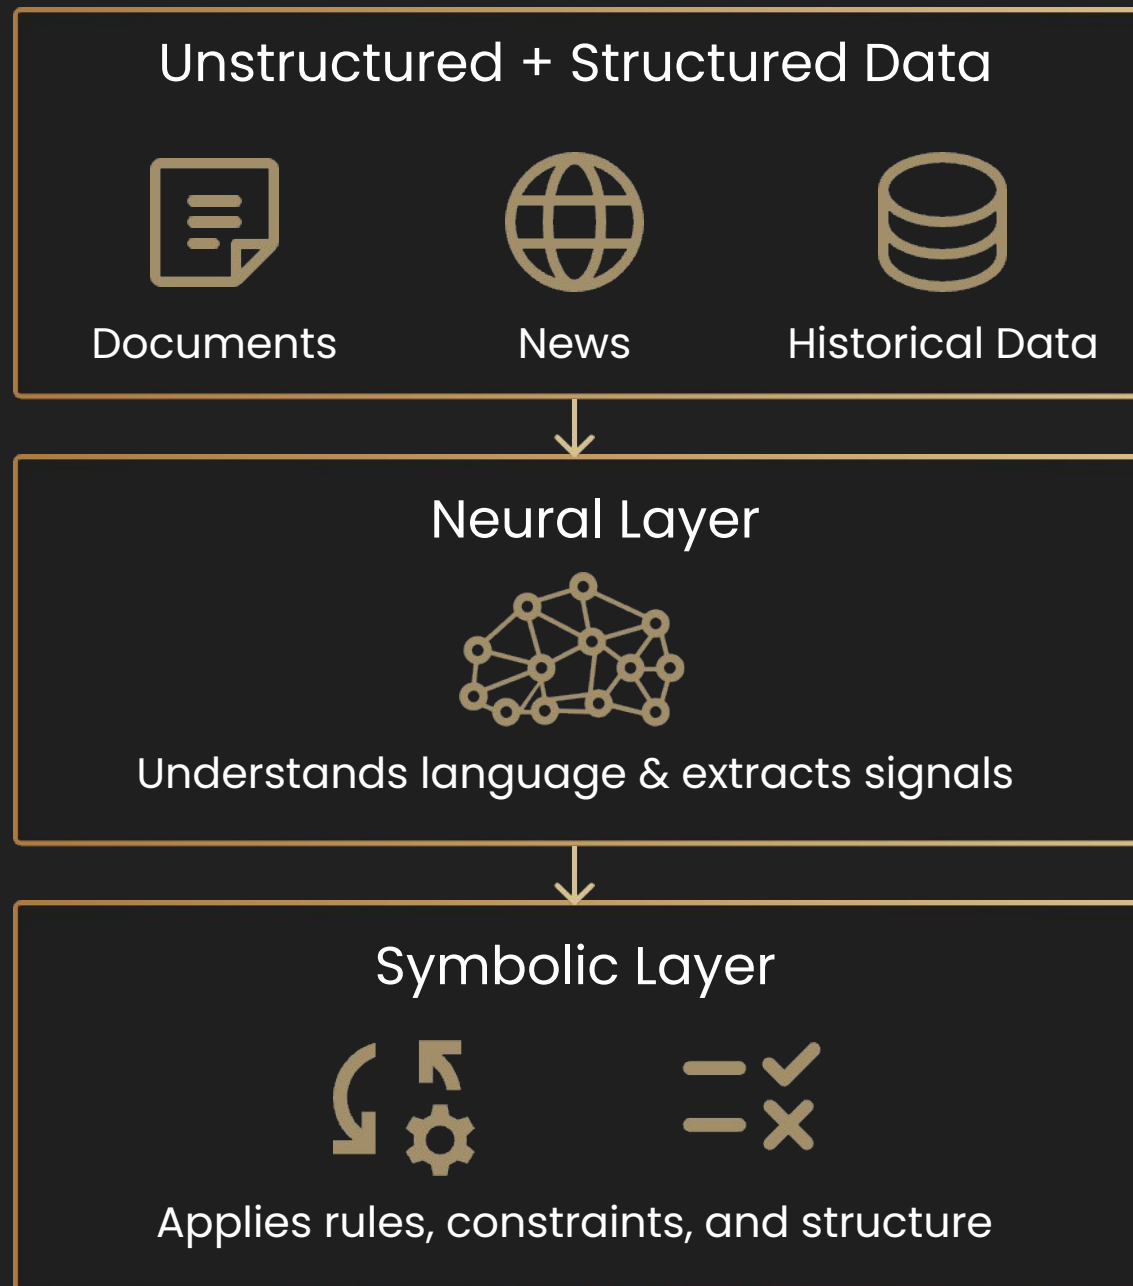 Unstructured + Structured Data
Documents
News
Historical Data
Neural Layer
Understands language & extracts signals
Symbolic Layer
Applies rules, constraints, and structure